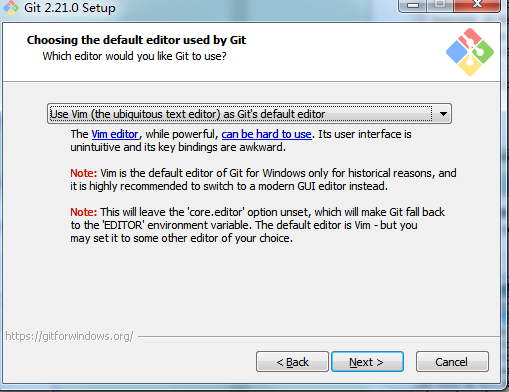 Git 2.21.0 Setup
Choosing the default editor used by Git
Which editor would you like Git to use?
Use Vim (the ubiquitous text editor) as Git's default editor
The Vim editor, while powerful, can be hard to use. Its user interface is
unintuitive and its key bindings are awkward.
Note: Vim is the default editor of Git for Windows only for historical reasons, and
it is highly recommended to switch to a modern GUI editor instead.
Note: This will leave the 'core.editor' option unset, which will make Git fall back
to the 'EDITOR' environment variable. The default editor is Vim - but you
may set it to some other editor of your choice.
https://gitforwindows.org/
< Back
Next >
Cancel